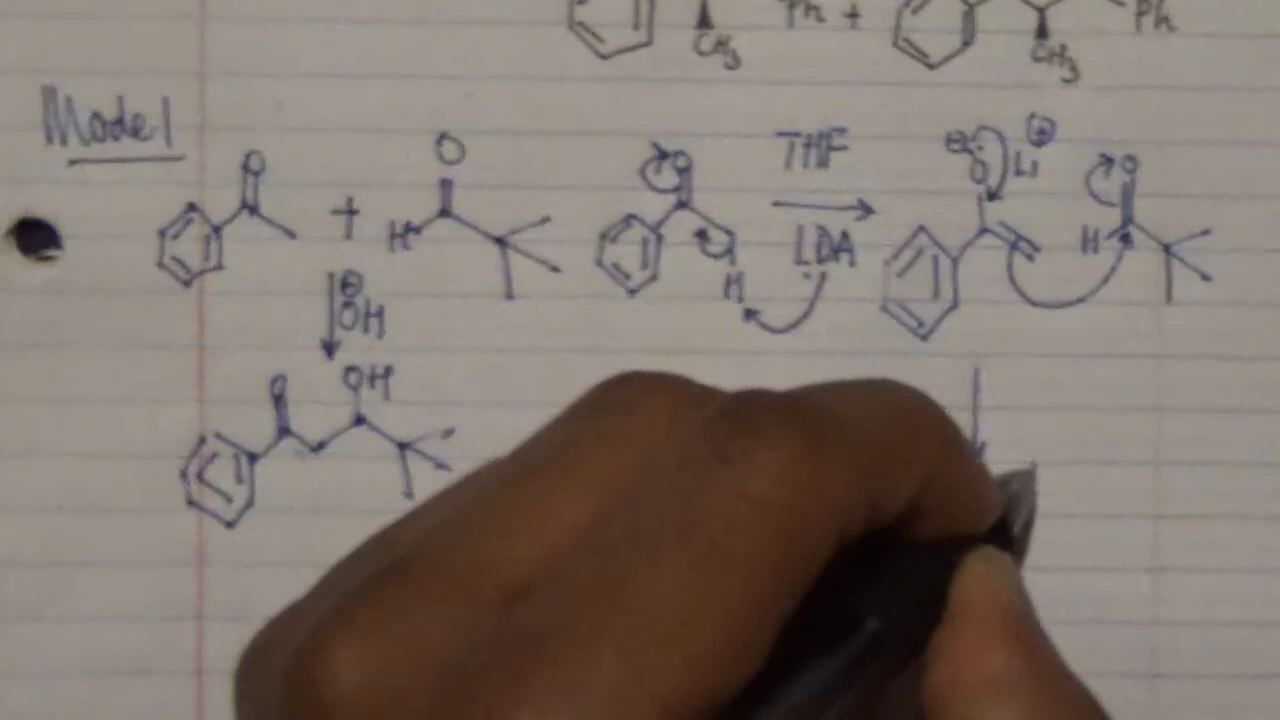 Ph + Ph
CH3 CH3
Model
O O O THF ⊖O Li⊕ O
+ H H LDA H
⊖OH
O OH